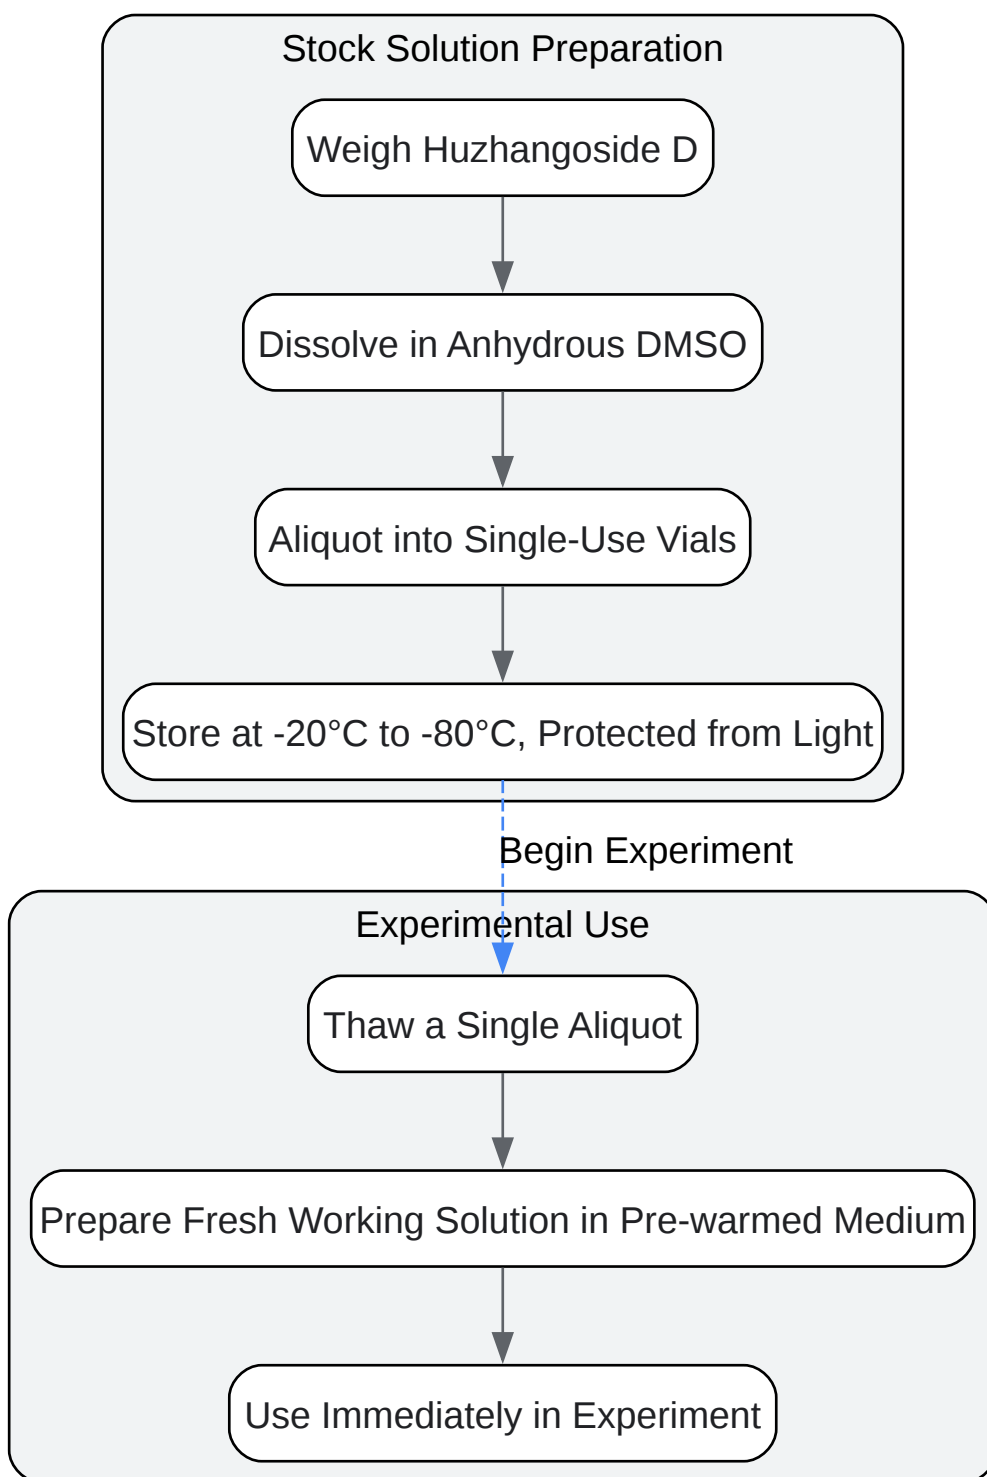 Stock Solution Preparation
Weigh Huzhangoside D
Dissolve in Anhydrous DMSO
Aliquot into Single-Use Vials
Store at -20°C to -80°C, Protected from Light
Begin Experiment
Experimental Use
Thaw a Single Aliquot
Prepare Fresh Working Solution in Pre-warmed Medium
Use Immediately in Experiment